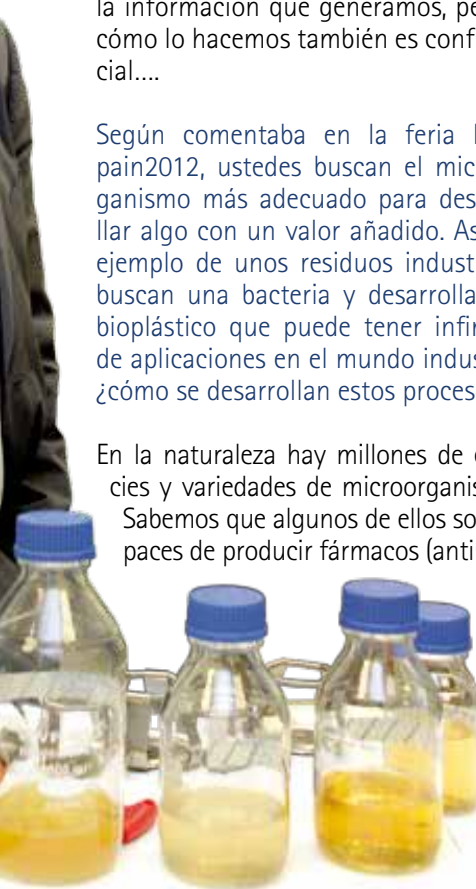 la información que generamos, pe
cómo lo hacemos también es conf
cial....
Según comentaba en la feria
pain2012, ustedes buscan el mic
ganismo más adecuado para des
llar algo con un valor añadido. As
ejemplo de unos residuos indust
buscan una bacteria y desarrolla
bioplástico que puede tener infir
de aplicaciones en el mundo indus
¿cómo se desarrollan estos proces
En la naturaleza hay millones de
cies y variedades de microorganis
Sabemos que algunos de ellos so
paces de producir fármacos (anti